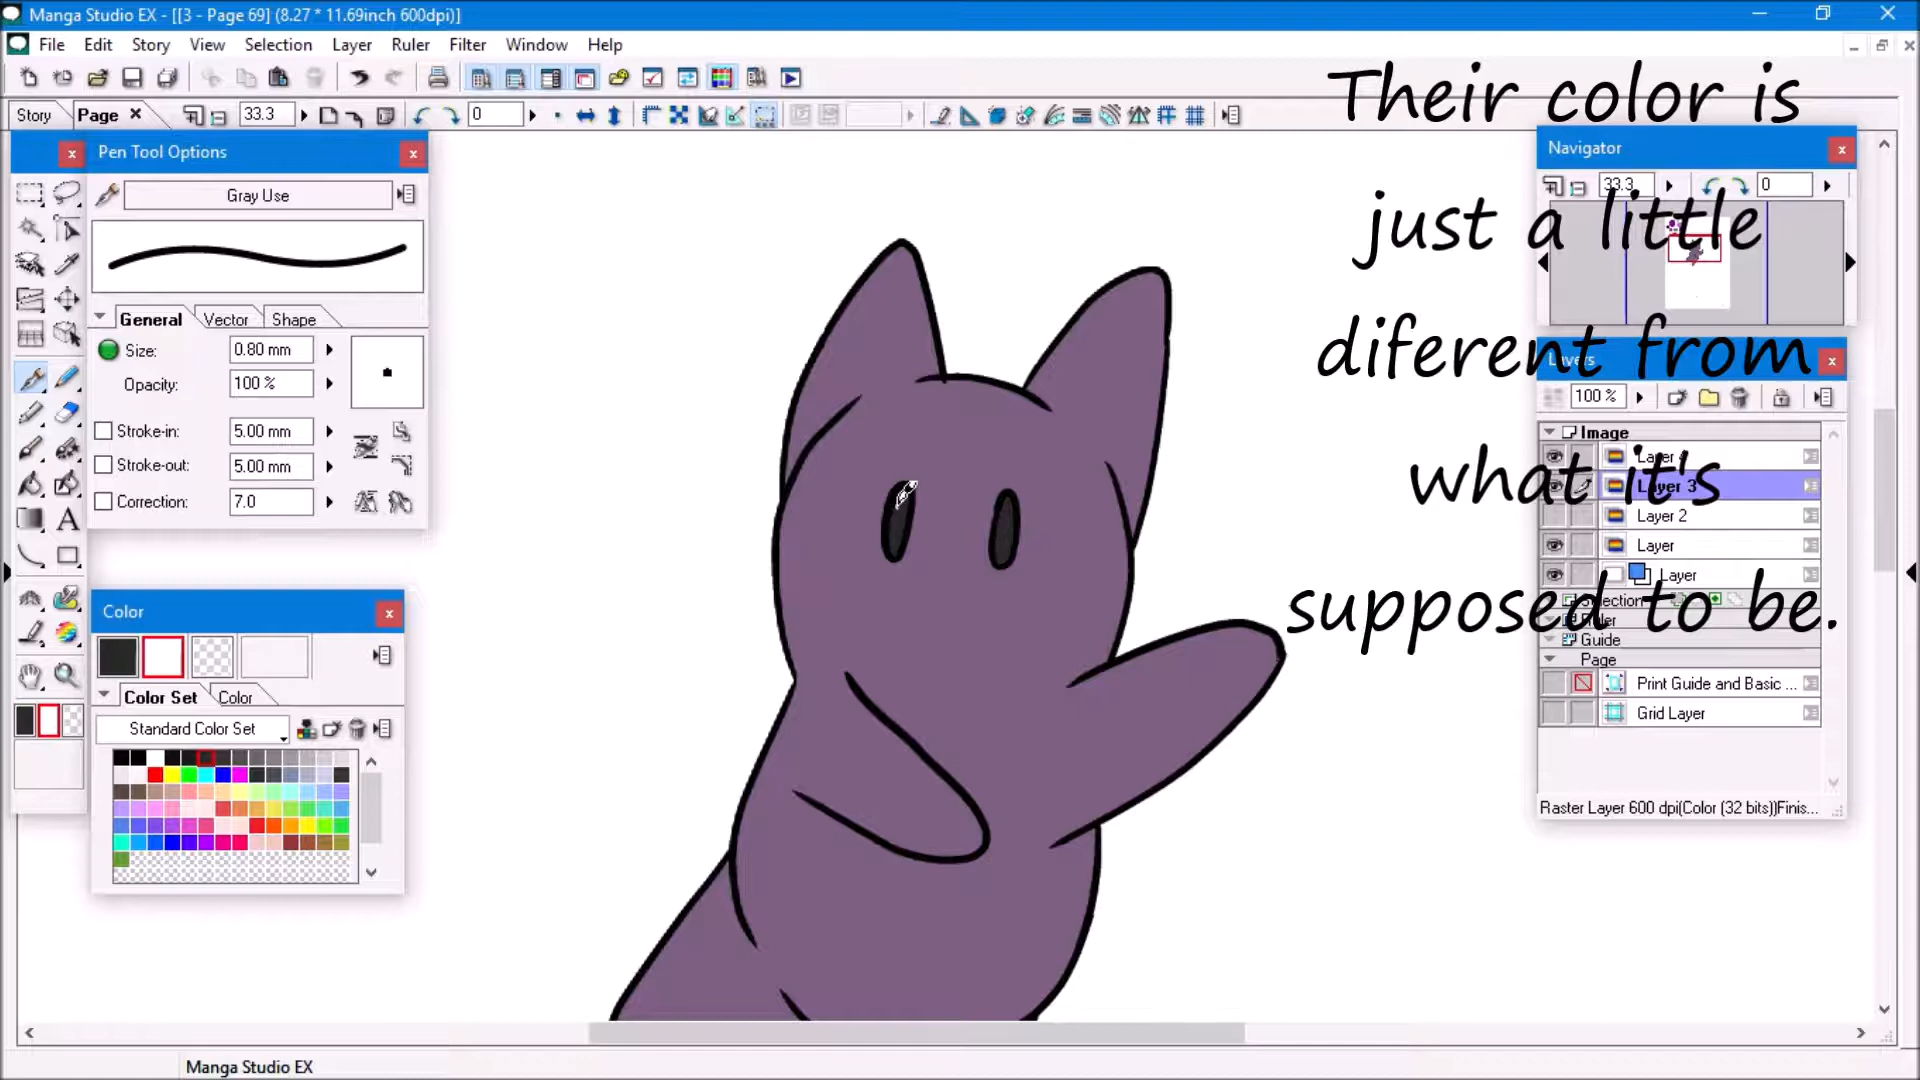 Manga Studio EX - [[3 - Page 69] (8.27 * 11.69inch 600dpi)]
File Edit Story View Selection Layer Ruler Filter Window Help
Story Page 33.3 0
Pen Tool Options
Gray Use
General Vector Shape
Size: 0.80 mm
Opacity: 100 %
Stroke-in: 5.00 mm
Stroke-out: 5.00 mm
Correction: 7.0
Color
Color Set Color
Standard Color Set
Their color is
just a little
diferent from
what it's
supposed to be.
Navigator
33.3 0
Layers
100 %
Image
Layer
Layer 3
Layer 2
Layer
Layer
Selection
Ruler
Guide
Page
Print Guide and Basic ...
Grid Layer
Raster Layer 600 dpi(Color (32 bits))Finis...
Manga Studio EX